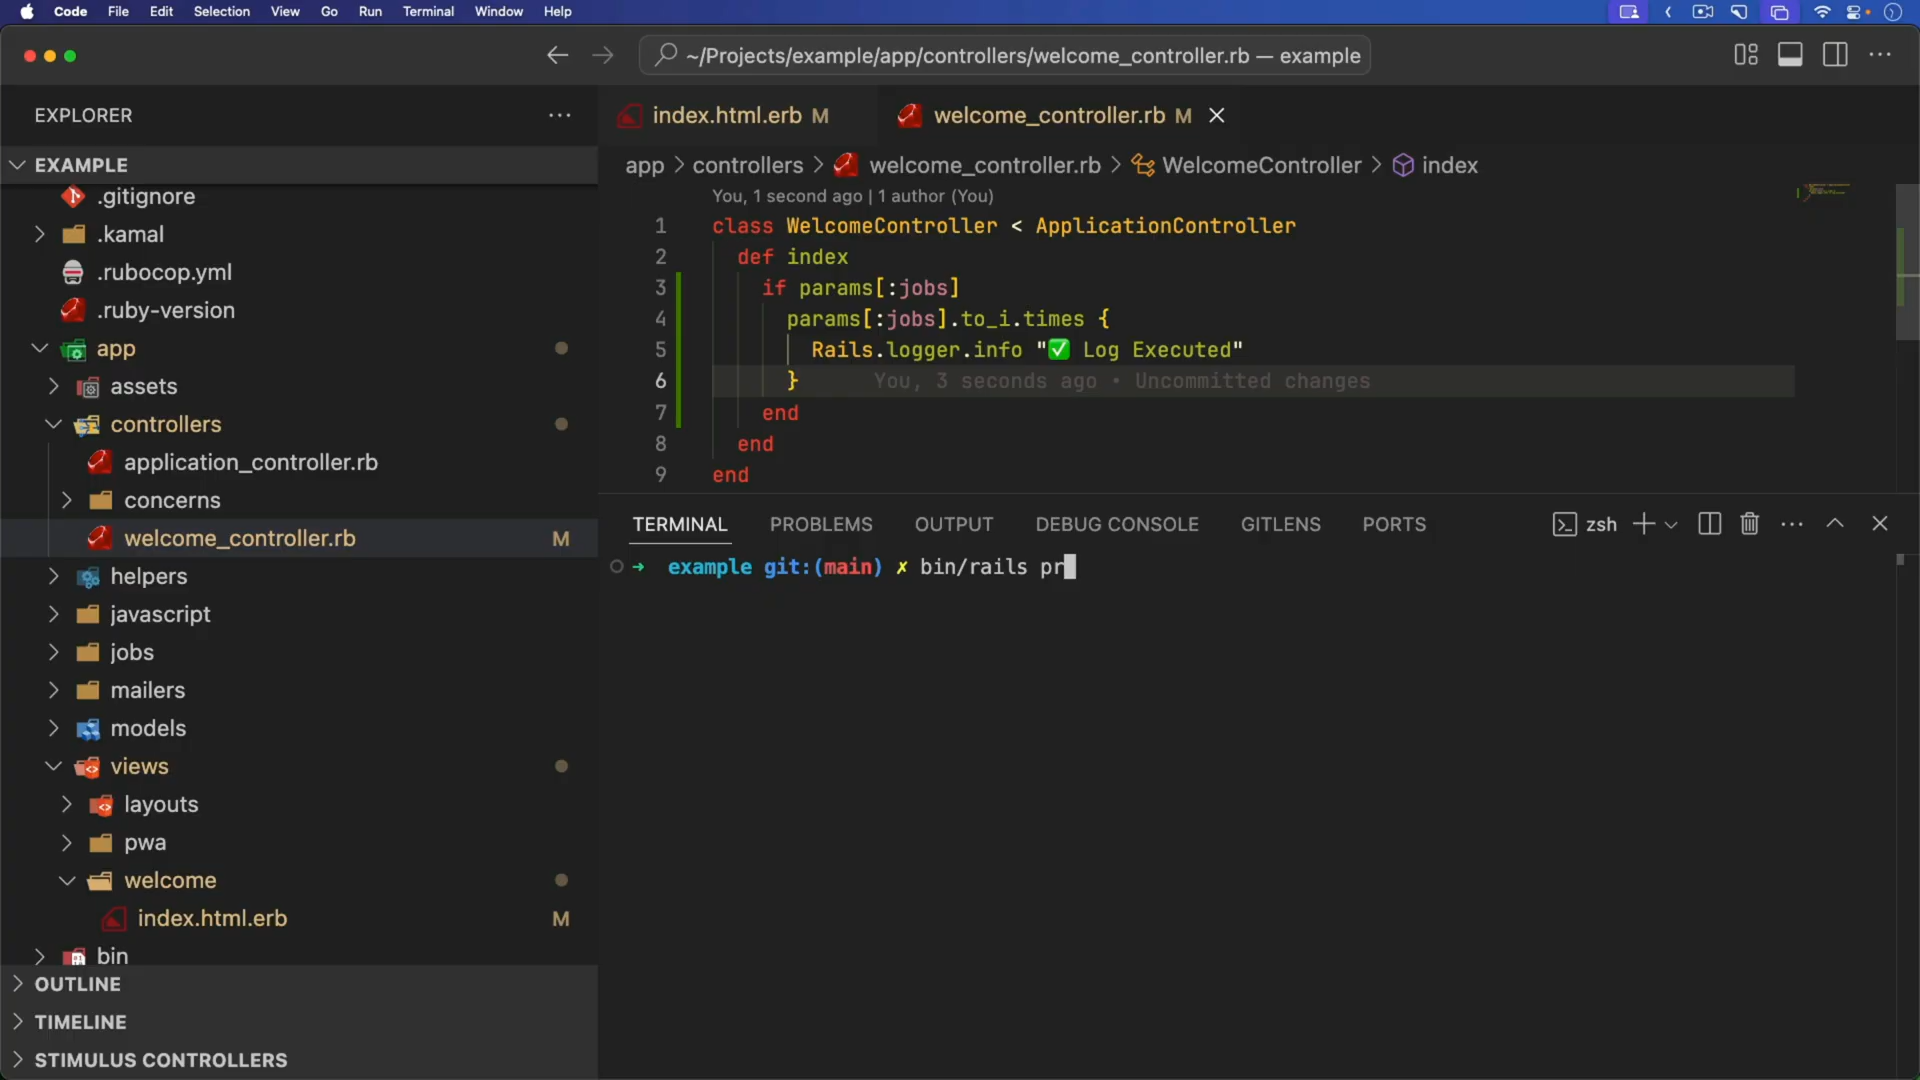 Code File Edit Selection View Go Run Terminal Window Help
~/Projects/example/app/controllers/welcome_controller.rb — example
EXPLORER
EXAMPLE
.gitignore
.kamal
.rubocop.yml
.ruby-version
app
assets
controllers
application_controller.rb
concerns
welcome_controller.rb M
helpers
javascript
jobs
mailers
models
views
layouts
pwa
welcome
index.html.erb M
bin
OUTLINE
TIMELINE
STIMULUS CONTROLLERS
index.html.erb M welcome_controller.rb M
app > controllers > welcome_controller.rb > WelcomeController > index
You, 1 second ago | 1 author (You)
1 class WelcomeController < ApplicationController
2 def index
3 if params[:jobs]
4 params[:jobs].to_i.times {
5 Rails.logger.info "✅ Log Executed"
6 } You, 3 seconds ago • Uncommitted changes
7 end
8 end
9 end
TERMINAL PROBLEMS OUTPUT DEBUG CONSOLE GITLENS PORTS zsh
➜ example git:(main) ✗ bin/rails pr